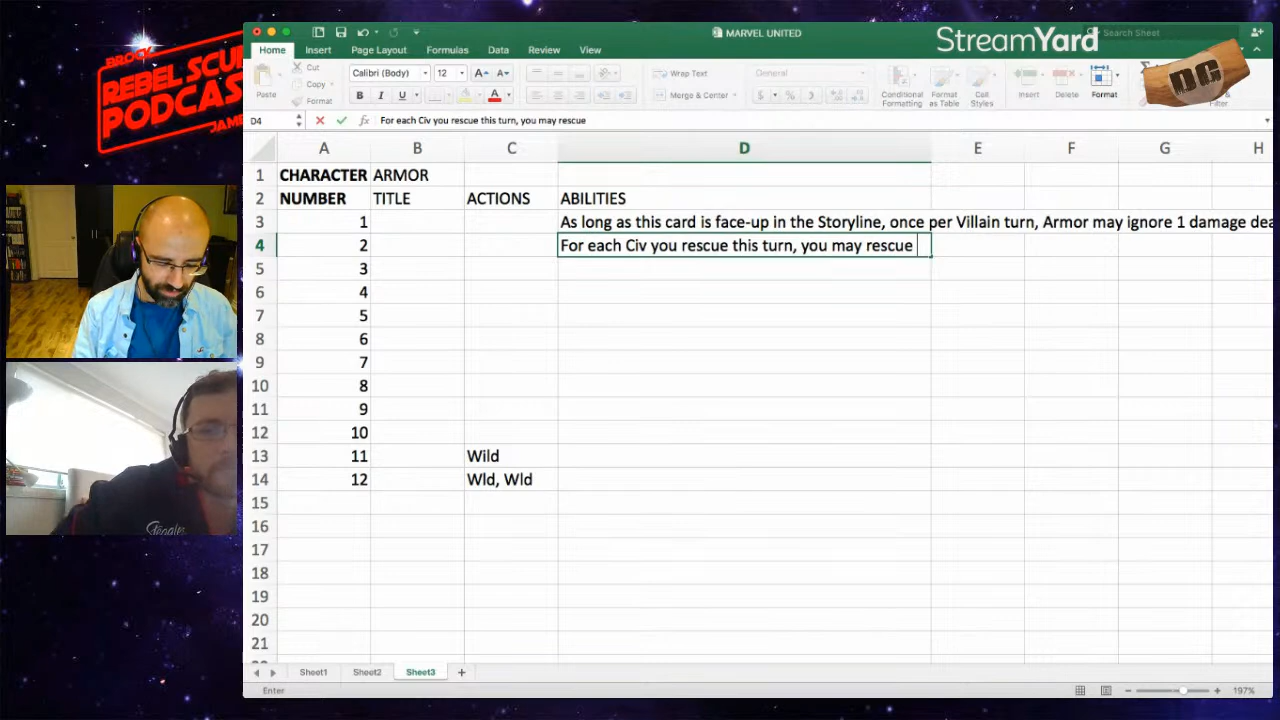 BROCK
REBEL SCU
PODCAS
JAME
MARVEL UNITED
StreamYard
Search Sheet
DG
Home Insert Page Layout Formulas Data Review View
Paste
Cut
Copy
Format
Calibri (Body) 12 A A
B I U A
Wrap Text
Merge & Center
General
$ %
Conditional Formatting
Format as Table
Cell Styles
Insert
Delete
Format
D4 fx For each Civ you rescue this turn, you may rescue
A B C D E F G H
1 CHARACTER ARMOR
2 NUMBER TITLE ACTIONS ABILITIES
3 1 As long as this card is face-up in the Storyline, once per Villain turn, Armor may ignore 1 damage dea
4 2 For each Civ you rescue this turn, you may rescue
5 3
6 4
7 5
8 6
9 7
10 8
11 9
12 10
13 11 Wild
14 12 Wld, Wld
15
16
17
18
19
20
21
Sheet1 Sheet2 Sheet3 +
Enter
197%